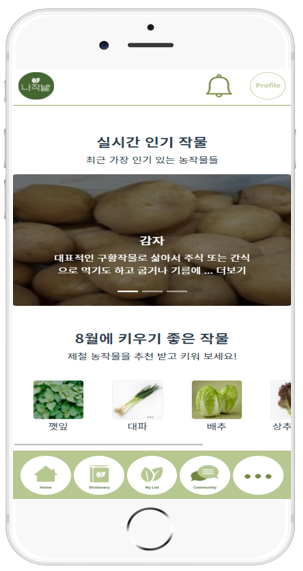 나작밭
Profile
실시간 인기 작물
최근 가장 인기 있는 농작물들
감자
대표적인 구황작물로 삶아서 주식 또는 간식
으로 먹기도 하고 굽거나 기름에 ... 더보기
8월에 키우기 좋은 작물
제철 농작물을 추천 받고 키워 보세요!
깻잎 대파 배추 상추
Home Dictionary My List Community